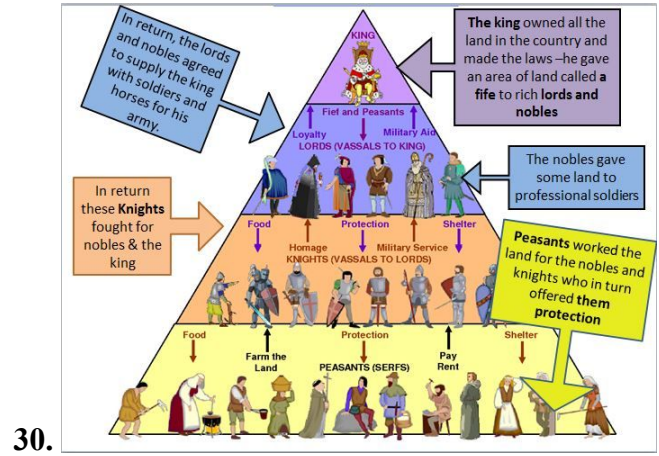 In return, the lords
and nobles agreed
to supply the king
with soldiers and
horses for his
army.
The king owned all the
land in the country and
made the laws –he gave
an area of land called a
fife to rich lords and
nobles
KING
Fief and Peasants
Loyalty
Military Aid
LORDS (VASSALS TO KING)
The nobles gave
some land to
professional soldiers
In return
these Knights
fought for
nobles & the
king
Food
Protection
Shelter
Homage
Military Service
KNIGHTS (VASSALS TO LORDS)
Peasants worked the
land for the nobles and
knights who in turn
offered them
protection
Food
Protection
Shelter
Farm the
Land
Pay
Rent
PEASANTS (SERFS)
30.